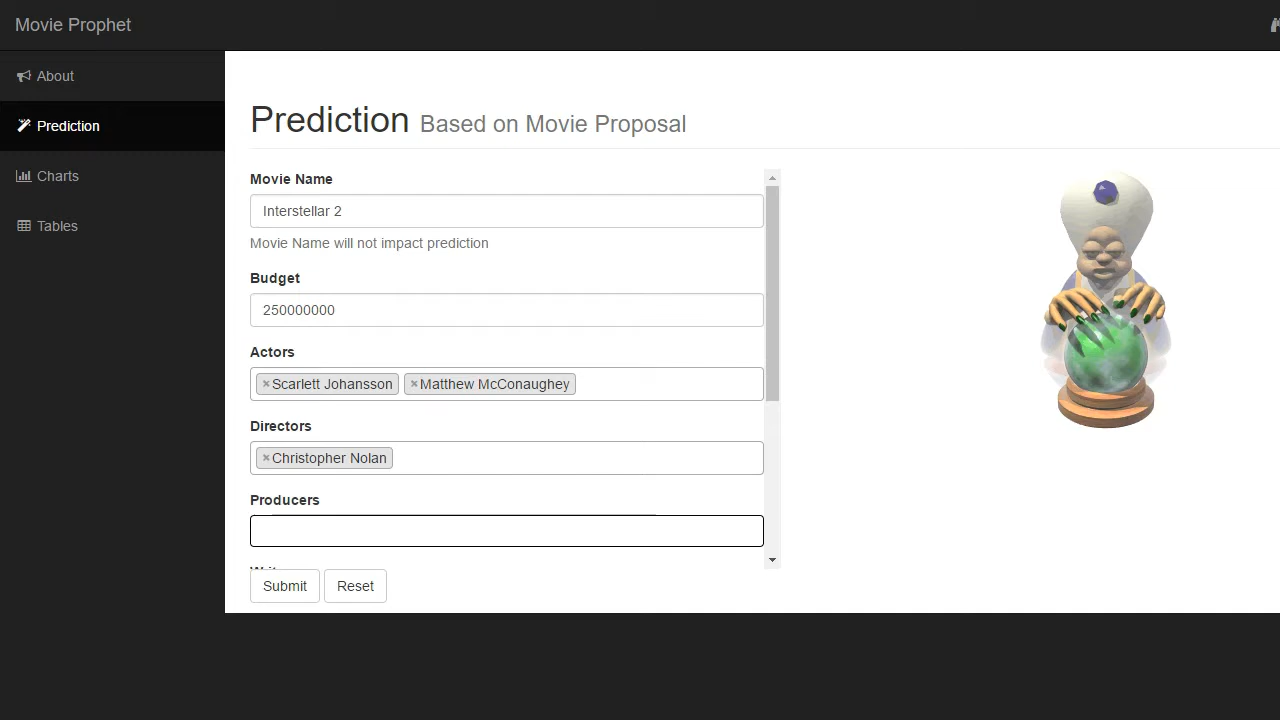 Movie Prophet
About
Prediction
Charts
Tables
Prediction Based on Movie Proposal
Movie Name
Interstellar 2
Movie Name will not impact prediction
Budget
250000000
Actors
×Scarlett Johansson ×Matthew McConaughey
Directors
×Christopher Nolan
Producers
Submit Reset